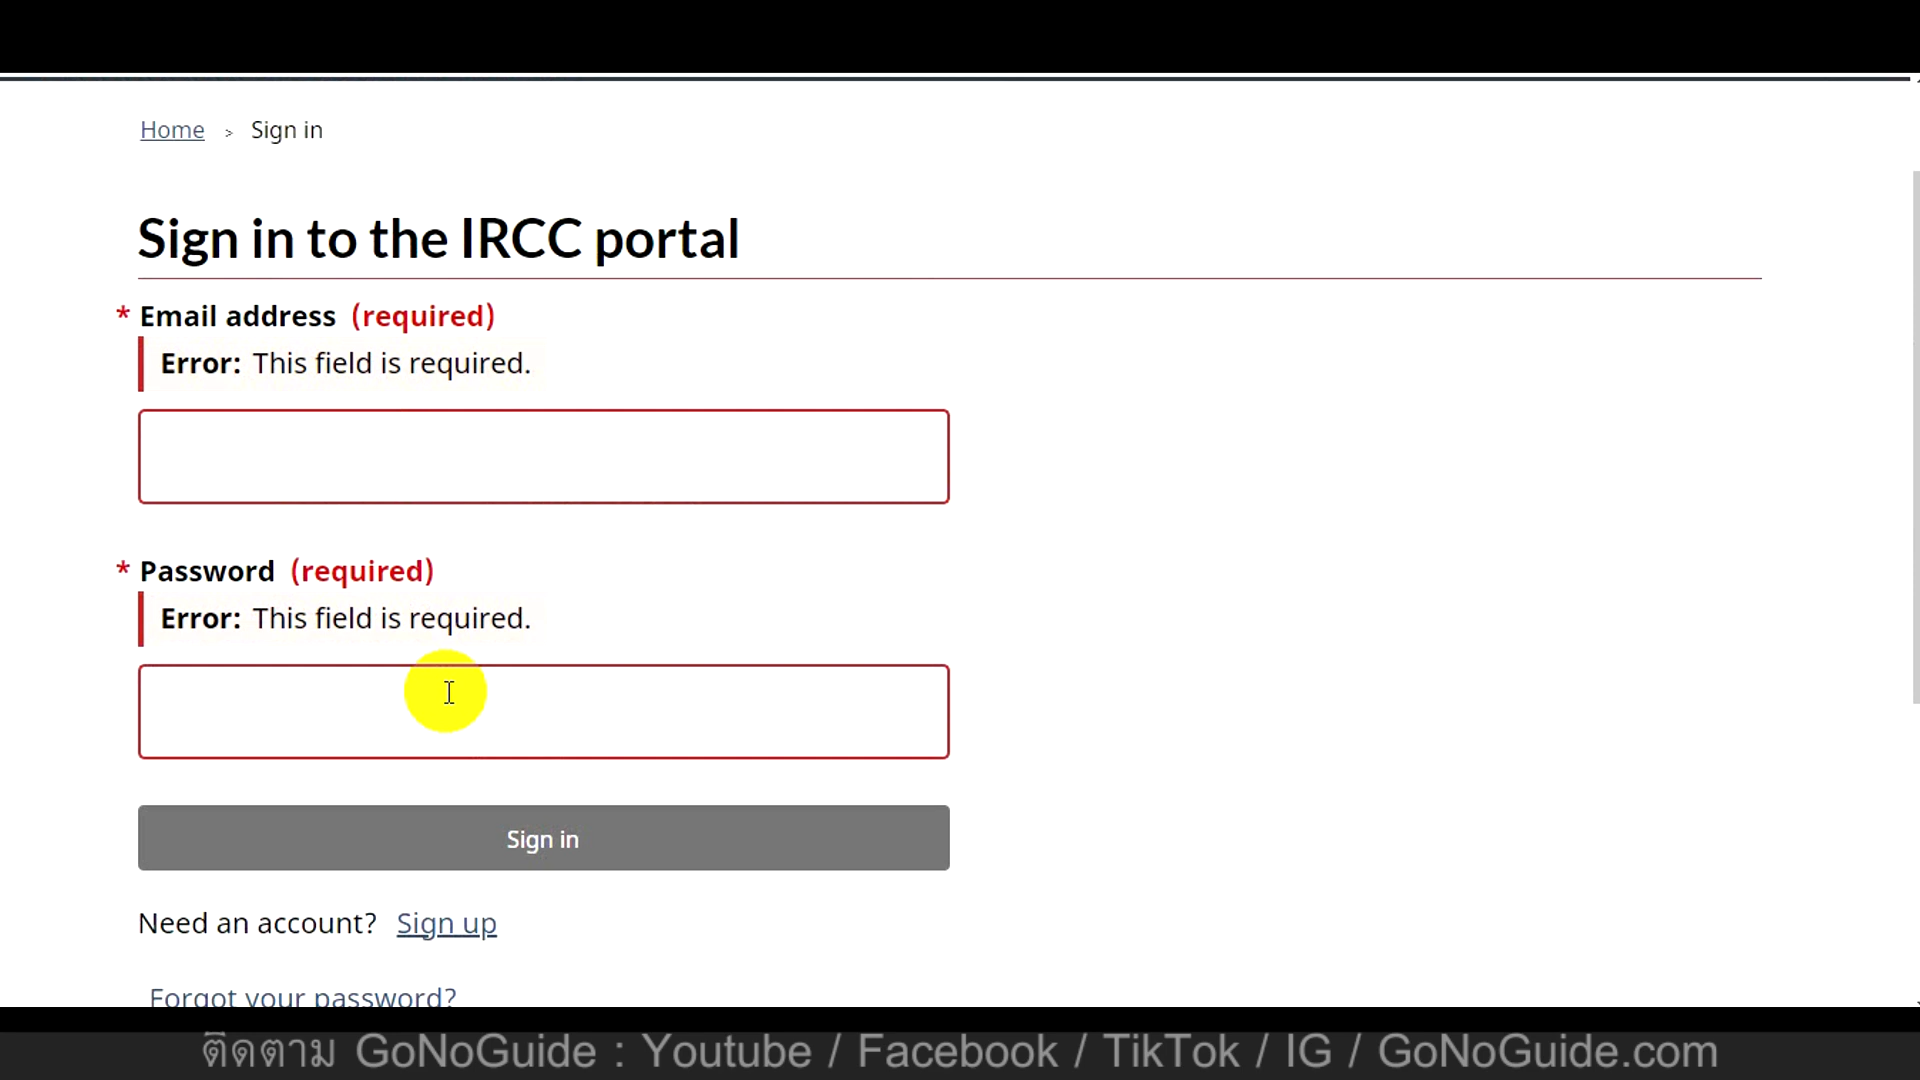 Home > Sign in
Sign in to the IRCC portal
* Email address (required)
Error: This field is required.
* Password (required)
Error: This field is required.
Sign in
Need an account? Sign up
Forgot your password?
ติดตาม GoNoGuide : Youtube / Facebook / TikTok / IG / GoNoGuide.com